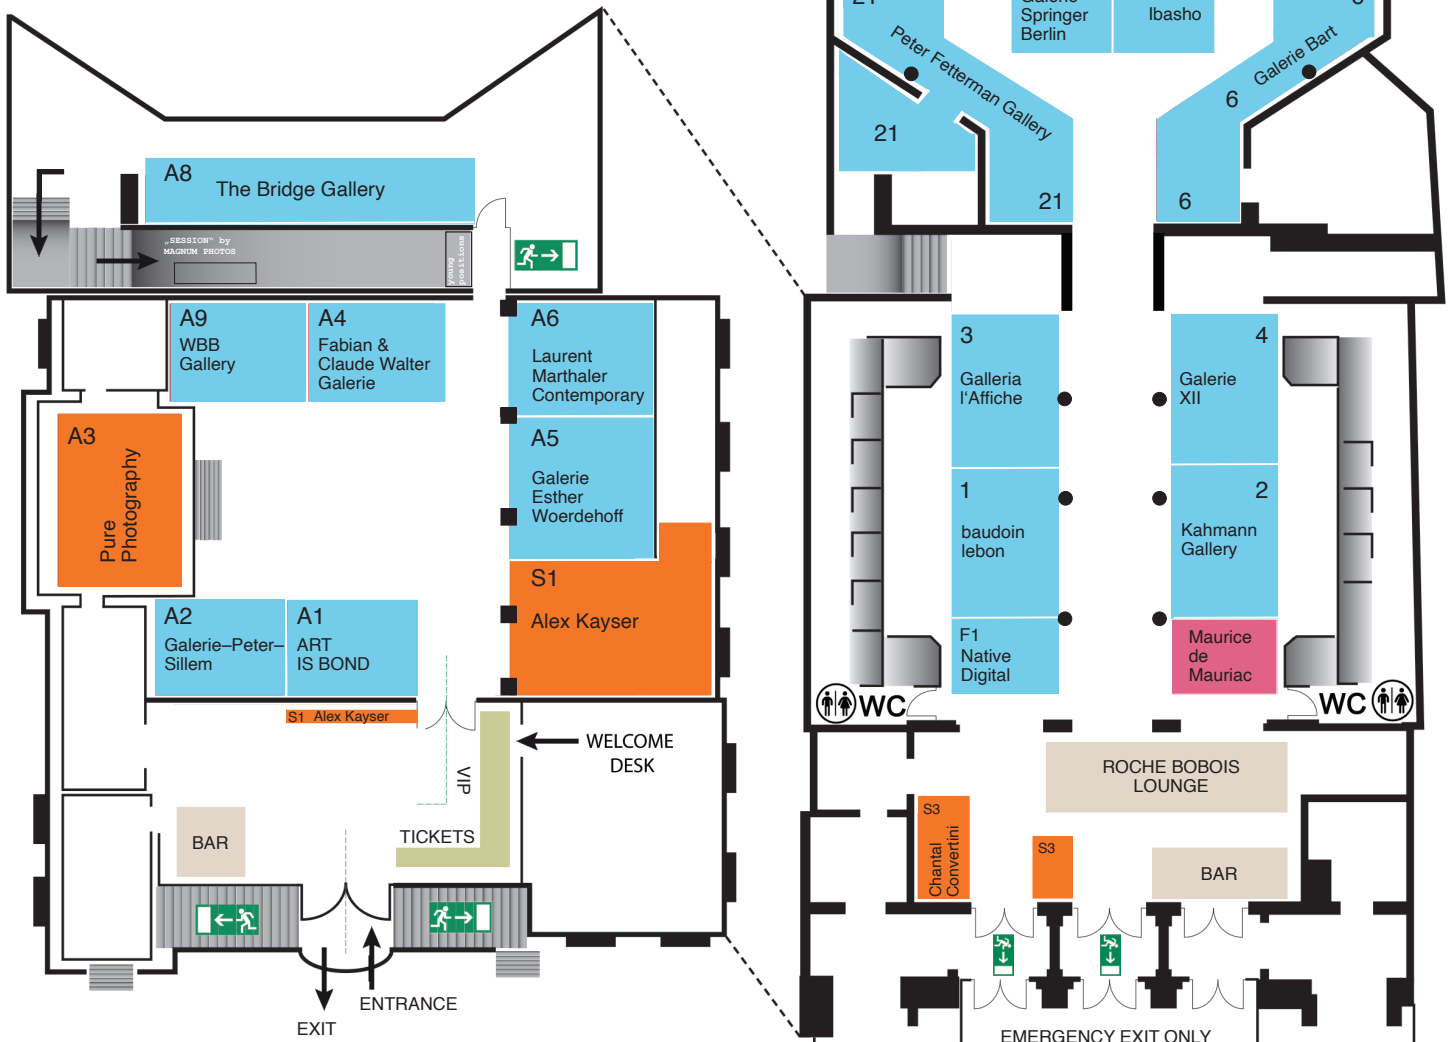 A8
The Bridge Gallery
„SESSION“ by
MAGNUM PHOTOS
young
positions
A9
WBB
Gallery
A4
Fabian &
Claude Walter
Galerie
A6
Laurent
Marthaler
Contemporary
A3
Pure
Photography
A5
Galerie
Esther
Woerdehoff
S1
Alex Kayser
A2
Galerie–Peter–
Sillem
A1
ART
IS BOND
S1 Alex Kayser
VIP
WELCOME
DESK
TICKETS
BAR
ENTRANCE
EXIT
21
Galerie
Springer
Berlin
Ibasho
Peter Fetterman Gallery
21
21
Galerie Bart
6
6
3
Galleria
l'Affiche
4
Galerie
XII
1
baudoin
lebon
2
Kahmann
Gallery
F1
Native
Digital
Maurice
de
Mauriac
WC
WC
ROCHE BOBOIS
LOUNGE
S3
Chantal
Convertini
S3
BAR
EMERGENCY EXIT ONLY